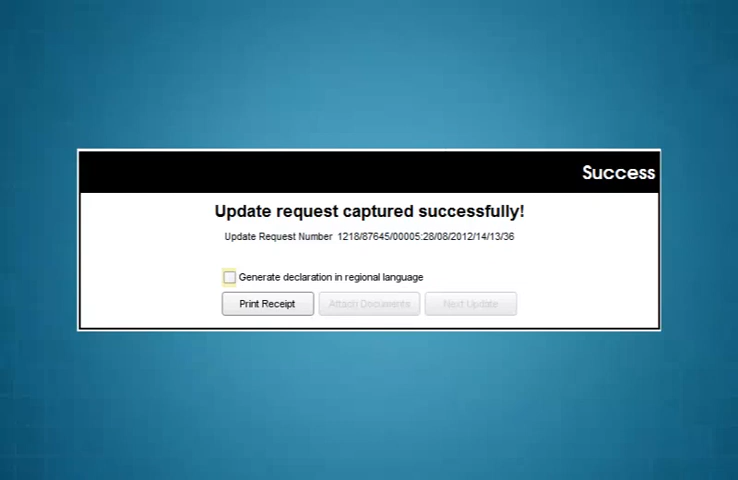 Success
Update request captured successfully!
Update Request Number 1218/87645/00005:28/08/2012/14/13/36
Generate declaration in regional language
Print Receipt Attach Documents Next Update